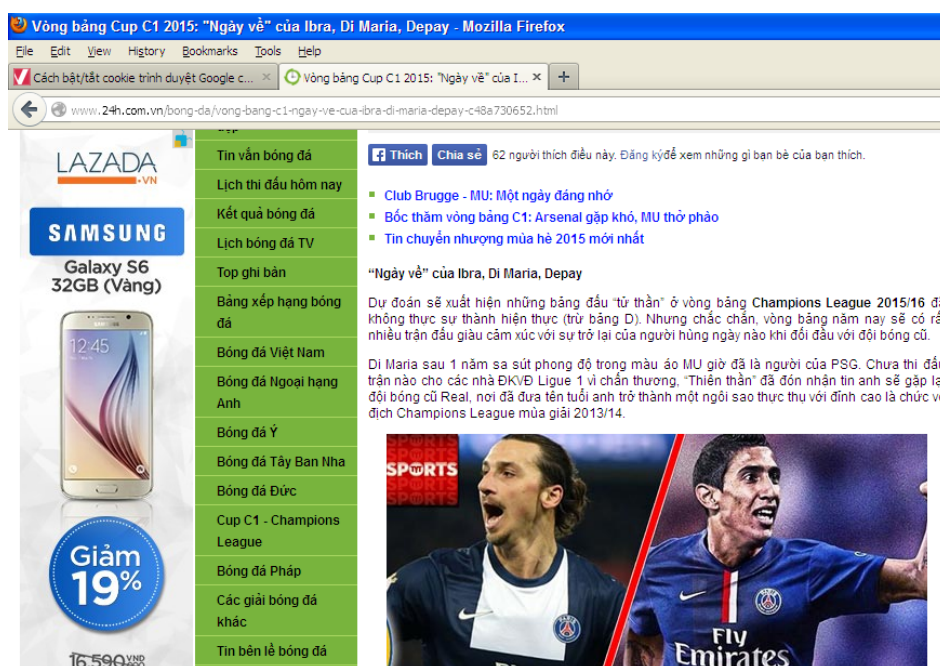 Vòng bảng Cup C1 2015: "Ngày về" của Ibra, Di Maria, Depay - Mozilla Firefox
File Edit View History Bookmarks Tools Help
Cách bật/tắt cookie trình duyệt Google c... × Vòng bảng Cup C1 2015: "Ngày về" của I... × +
www.24h.com.vn/bong-da/vong-bang-c1-ngay-ve-cua-ibra-di-maria-depay-c48a730652.html
LAZADA
.VN
SAMSUNG
Galaxy S6
32GB (Vàng)
SAMSUNG
12:45
Giảm
19%
16.590 VND
Tin vắn bóng đá
Lịch thi đấu hôm nay
Kết quả bóng đá
Lịch bóng đá TV
Top ghi bàn
Bảng xếp hạng bóng
đá
Bóng đá Việt Nam
Bóng đá Ngoại hạng
Anh
Bóng đá Ý
Bóng đá Tây Ban Nha
Bóng đá Đức
Cup C1 - Champions
League
Bóng đá Pháp
Các giải bóng đá
khác
Tin bên lề bóng đá
Thích Chia sẻ 62 người thích điều này. Đăng kýđể xem những gì bạn bè của bạn thích.
Club Brugge - MU: Một ngày đáng nhớ
Bốc thăm vòng bảng C1: Arsenal gặp khó, MU thở phào
Tin chuyển nhượng mùa hè 2015 mới nhất
“Ngày về” của Ibra, Di Maria, Depay
Dự đoán sẽ xuất hiện những bảng đấu “tử thần” ở vòng bảng Champions League 2015/16 đã
không thực sự thành hiện thực (trừ bảng D). Nhưng chắc chắn, vòng bảng năm nay sẽ có rấ
nhiều trận đấu giàu cảm xúc với sự trở lại của người hùng ngày nào khi đối đầu với đội bóng cũ.
Di Maria sau 1 năm sa sút phong độ trong màu áo MU giờ đã là người của PSG. Chưa thi đấu
trận nào cho các nhà ĐKVĐ Ligue 1 vì chấn thương, “Thiên thần” đã đón nhận tin anh sẽ gặp lạ
đội bóng cũ Real, nơi đã đưa tên tuổi anh trở thành một ngôi sao thực thụ với đỉnh cao là chức v
địch Champions League mùa giải 2013/14.
SPORTS
SPORTS
SPORTS
SPORTS
Fly
Emirates